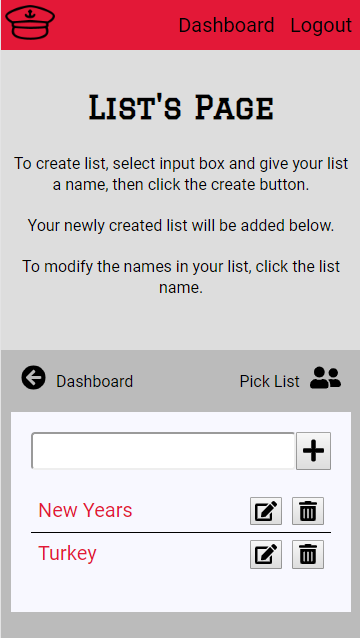 Dashboard Logout
List's Page
To create list, select input box and give your list
a name, then click the create button.
Your newly created list will be added below.
To modify the names in your list, click the list
name.
Dashboard Pick List
New Years
Turkey